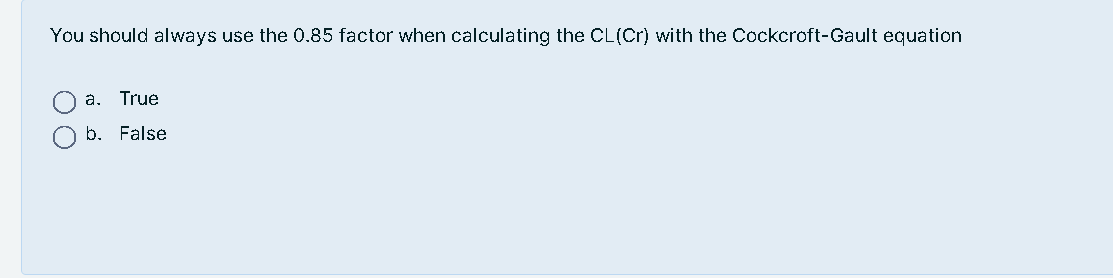 You should always use the 0.85 factor when calculating the CL(Cr) with the Cockcroft-Gault equation
a. True
b. False